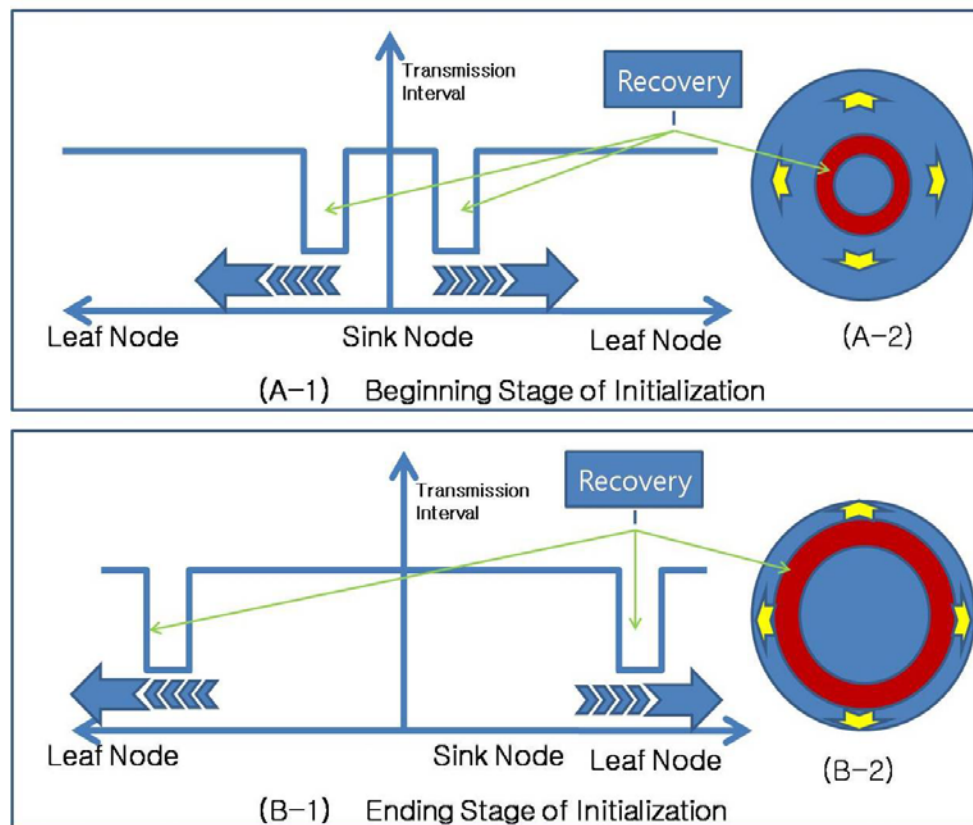 Transmission
Interval
Recovery
Leaf Node
Sink Node
Leaf Node
(A-2)
(A-1) Beginning Stage of Initialization
Transmission
Interval
Recovery
Leaf Node
Sink Node
Leaf Node
(B-2)
(B-1) Ending Stage of Initialization